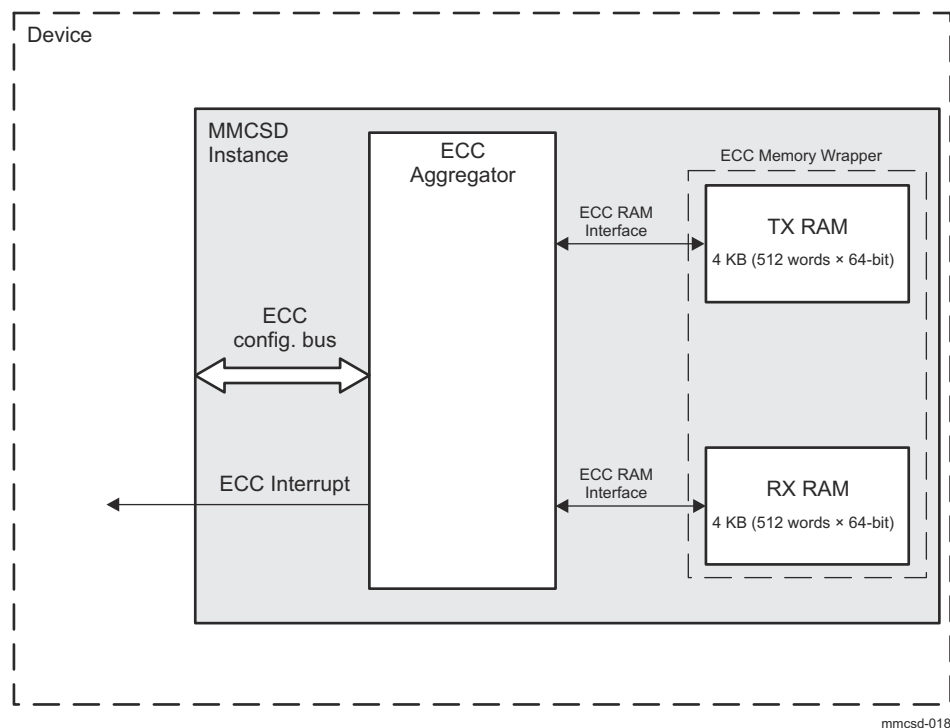 Device
MMCSD
Instance
ECC
Aggregator
ECC Memory Wrapper
ECC RAM
Interface
TX RAM
4 KB (512 words × 64-bit)
ECC
config. bus
ECC Interrupt
ECC RAM
Interface
RX RAM
4 KB (512 words × 64-bit)
mmcsd-018